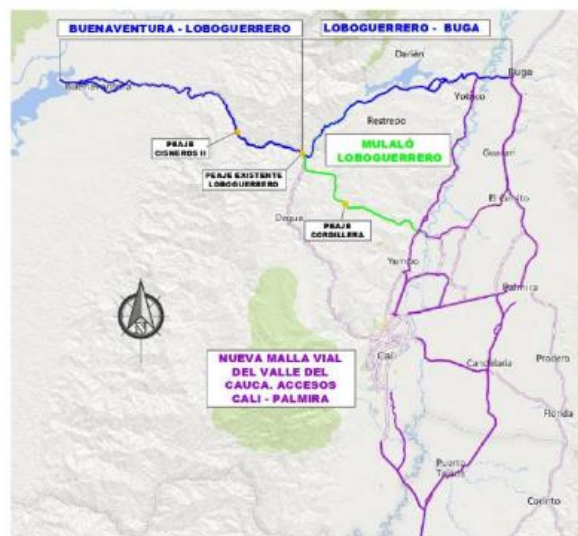 BUENAVENTURA - LOBOGUERRERO
LOBOGUERRERO - BUGA
Darién
Buga
Buenaventura
Yotoco
Restrepo
PEAJE
CISNEROS II
MULALÓ
LOBOGUERRERO
Guacarí
PEAJE EXISTENTE
LOBOGUERRERO
El Cerrito
Dagua
PEAJE
CORDILLERA
Yumbo
Palmira
N
Cali
NUEVA MALLA VIAL
DEL VALLE DEL
CAUCA. ACCESOS
CALI - PALMIRA
Candelaria
Pradera
Florida
Puerto
Tejada
Corinto